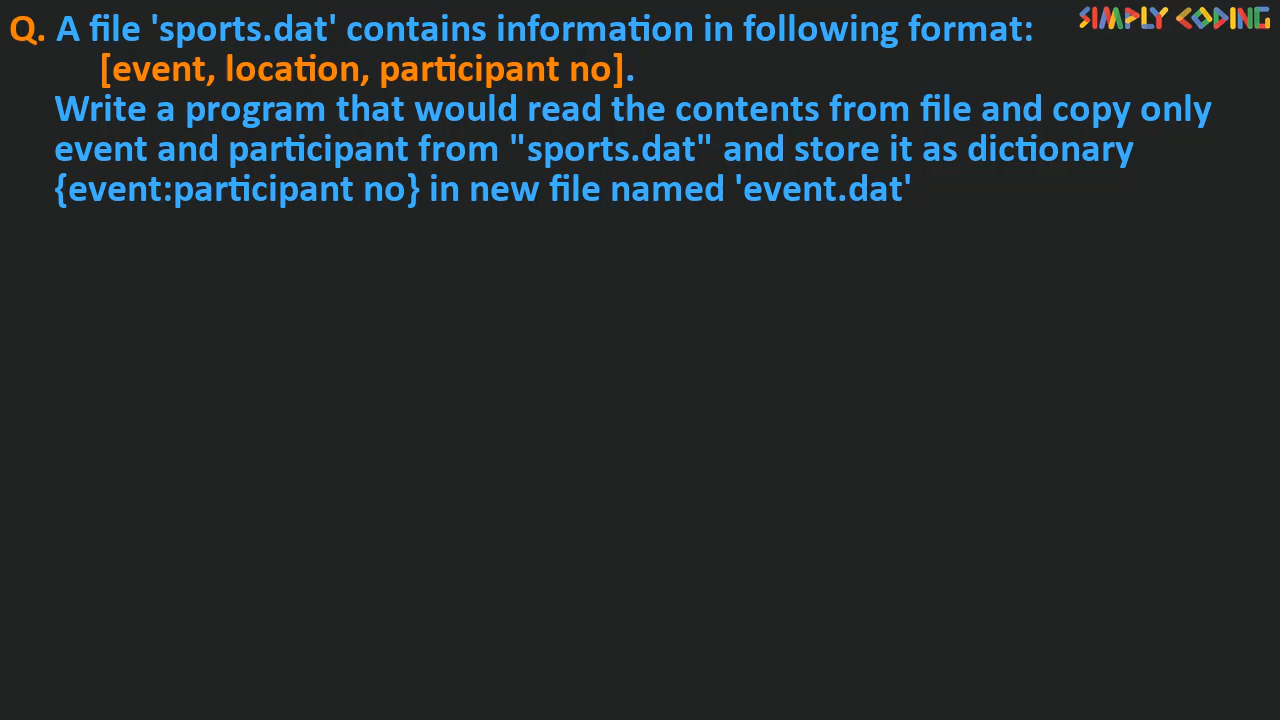 Q. A file 'sports.dat' contains information in following format:
SIMPLY CODING
[event, location, participant no].
Write a program that would read the contents from file and copy only
event and participant from "sports.dat" and store it as dictionary
{event:participant no} in new file named 'event.dat'